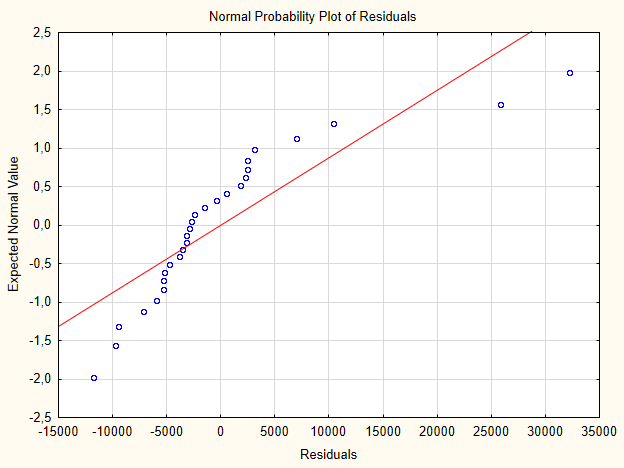 Normal Probability Plot of Residuals
2,5
2,0
1,5
1,0
0,5
0,0
-0,5
-1,0
-1,5
-2,0
-2,5
Expected Normal Value
-15000 -10000 -5000 0 5000 10000 15000 20000 25000 30000 35000
Residuals